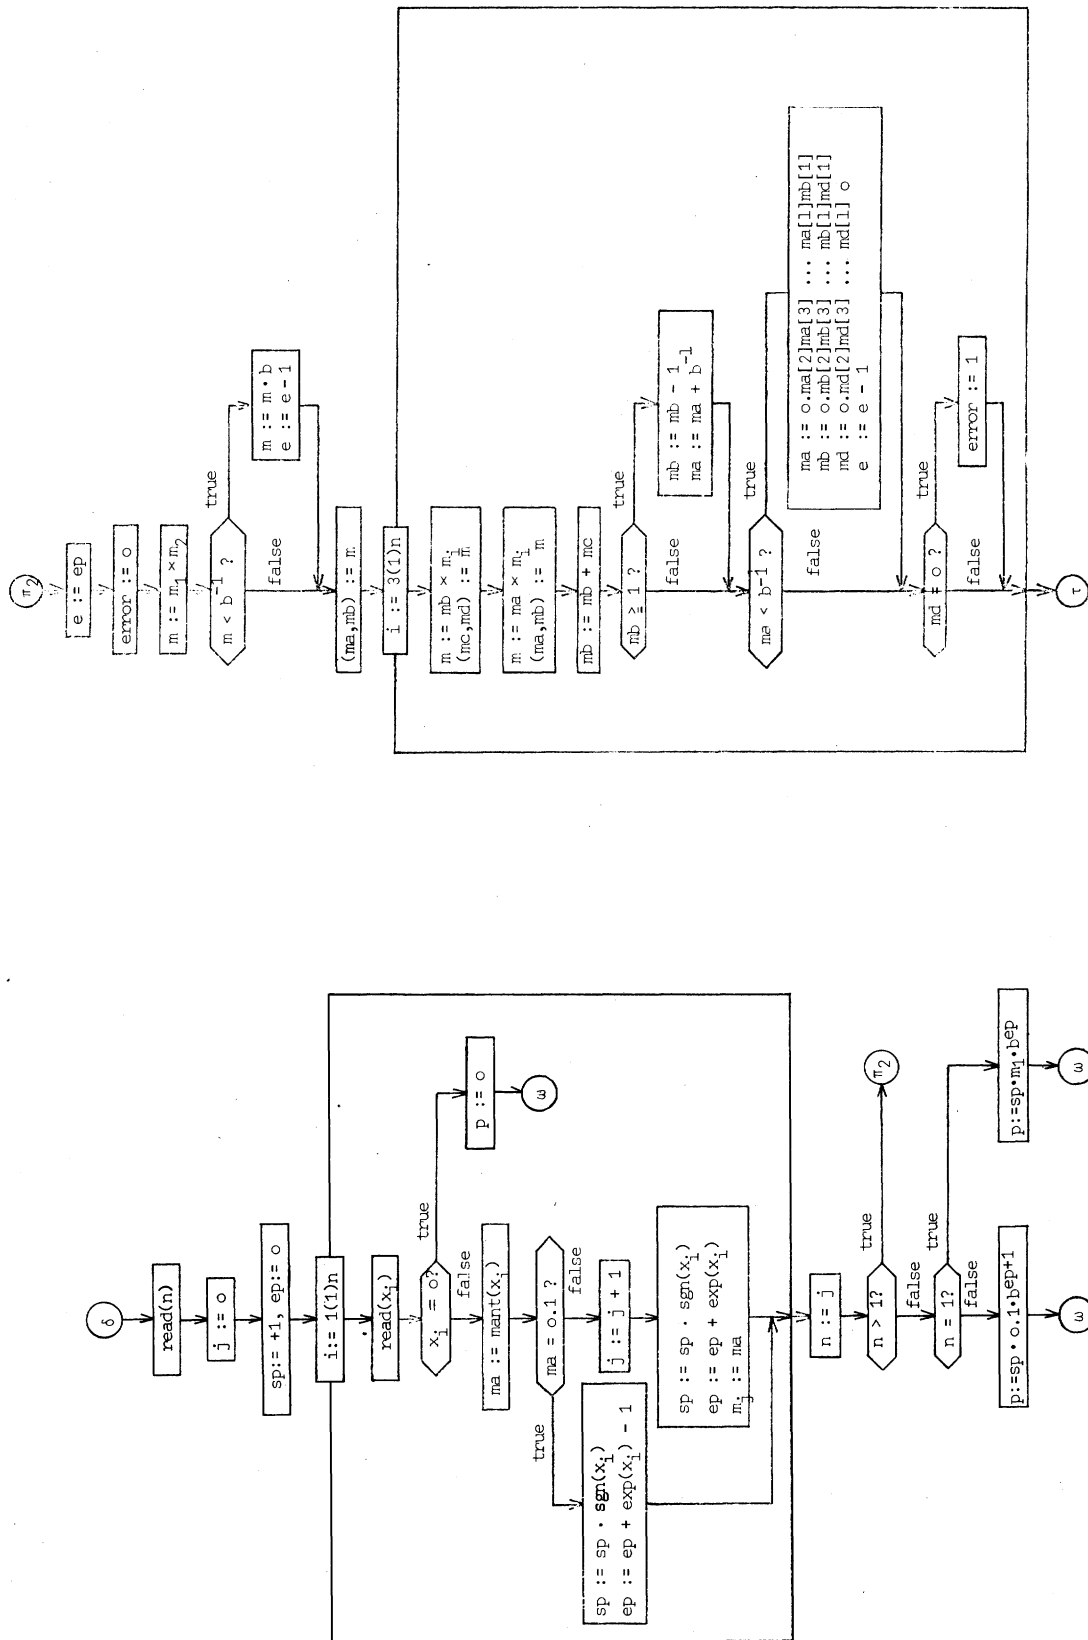 δ
read(n)
j := o
sp:= +1, ep:= o
i:= 1(1)n
read(xᵢ)
xᵢ = o?
true
p := o
ω
false
ma := mant(xᵢ)
ma = o.1 ?
true
false
sp := sp · sgn(xᵢ)
ep := ep + exp(xᵢ) - 1
j := j + 1
sp := sp · sgn(xᵢ)
ep := ep + exp(xᵢ)
mⱼ := ma
n := j
n > 1?
true
π₂
false
n = 1?
true
false
p:=sp · o.1·b^ep+1
p:=sp·m₁·b^ep
ω
ω
π₂
e := ep
error := o
m := m₁ × m₂
m < b⁻¹ ?
true
m := m · b
e := e - 1
false
(ma,mb) := m
i := 3(1)n
m := mb × mᵢ
(mc,md) := m
m := ma × mᵢ
(ma,mb) := m
mb := mb + mc
mb ≥ 1 ?
true
mb := mb - 1
ma := ma + b⁻ˡ
false
ma < b⁻¹ ?
true
ma := o.ma[2]ma[3] ... ma[l]mb[1]
mb := o.mb[2]mb[3] ... mb[l]md[1]
md := o.md[2]md[3] ... md[l] o
e := e - 1
false
md ≠ o ?
true
error := 1
false
τ